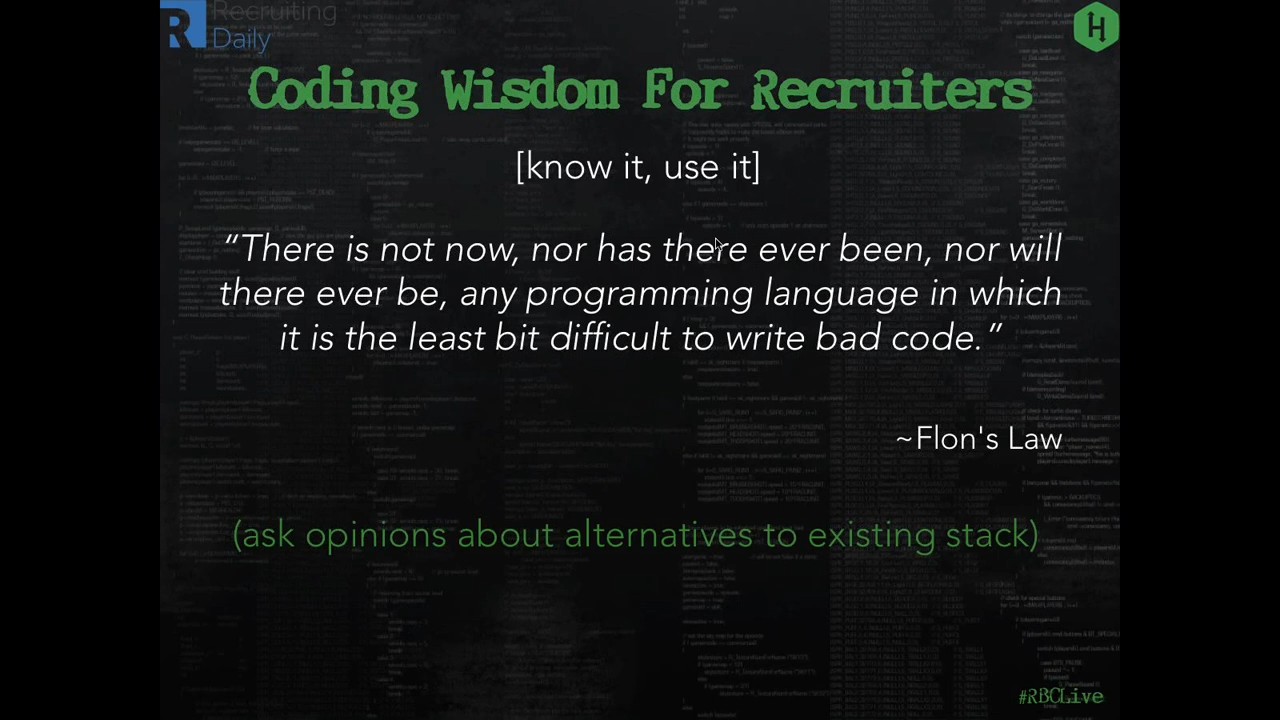 Recruiting
Daily
H
Coding Wisdom For Recruiters
[know it, use it]
“There is not now, nor has there ever been, nor will
there ever be, any programming language in which
it is the least bit difficult to write bad code.”
~Flon's Law
(ask opinions about alternatives to existing stack)
#RBCLive